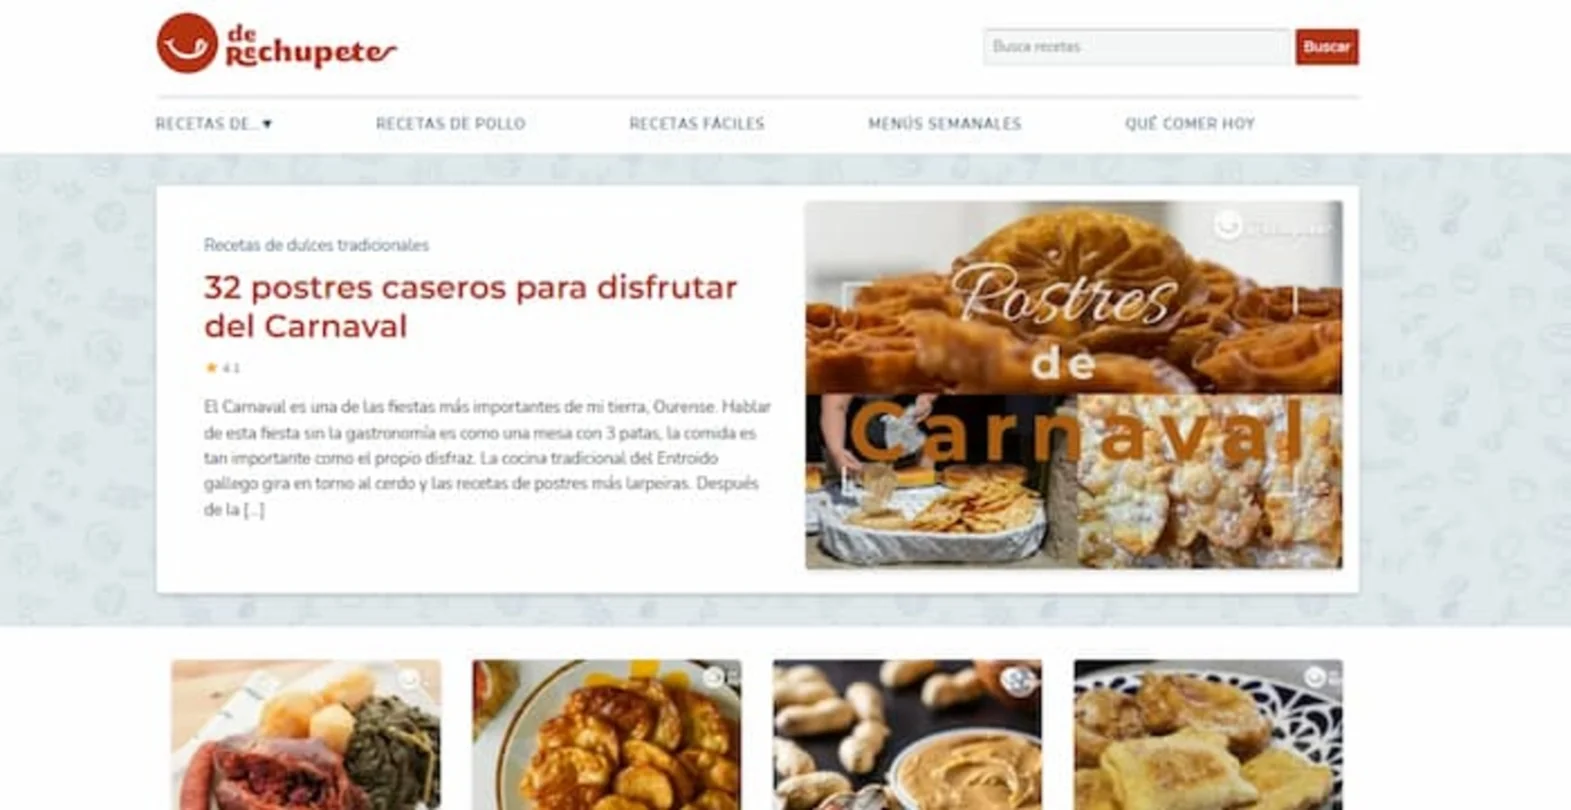 de
Rechupete
Busca recetas
Buscar
RECETAS DE... ▼
RECETAS DE POLLO
RECETAS FÁCILES
MENÚS SEMANALES
QUÉ COMER HOY
Recetas de dulces tradicionales
32 postres caseros para disfrutar
del Carnaval
★ 4.1
El Carnaval es una de las fiestas más importantes de mi tierra, Ourense. Hablar
de esta fiesta sin la gastronomía es como una mesa con 3 patas, la comida es
tan importante como el propio disfraz. La cocina tradicional del Entroido
gallego gira en torno al cerdo y las recetas de postres más larpeiras. Después
de la [...]
Postres
de
Carnaval